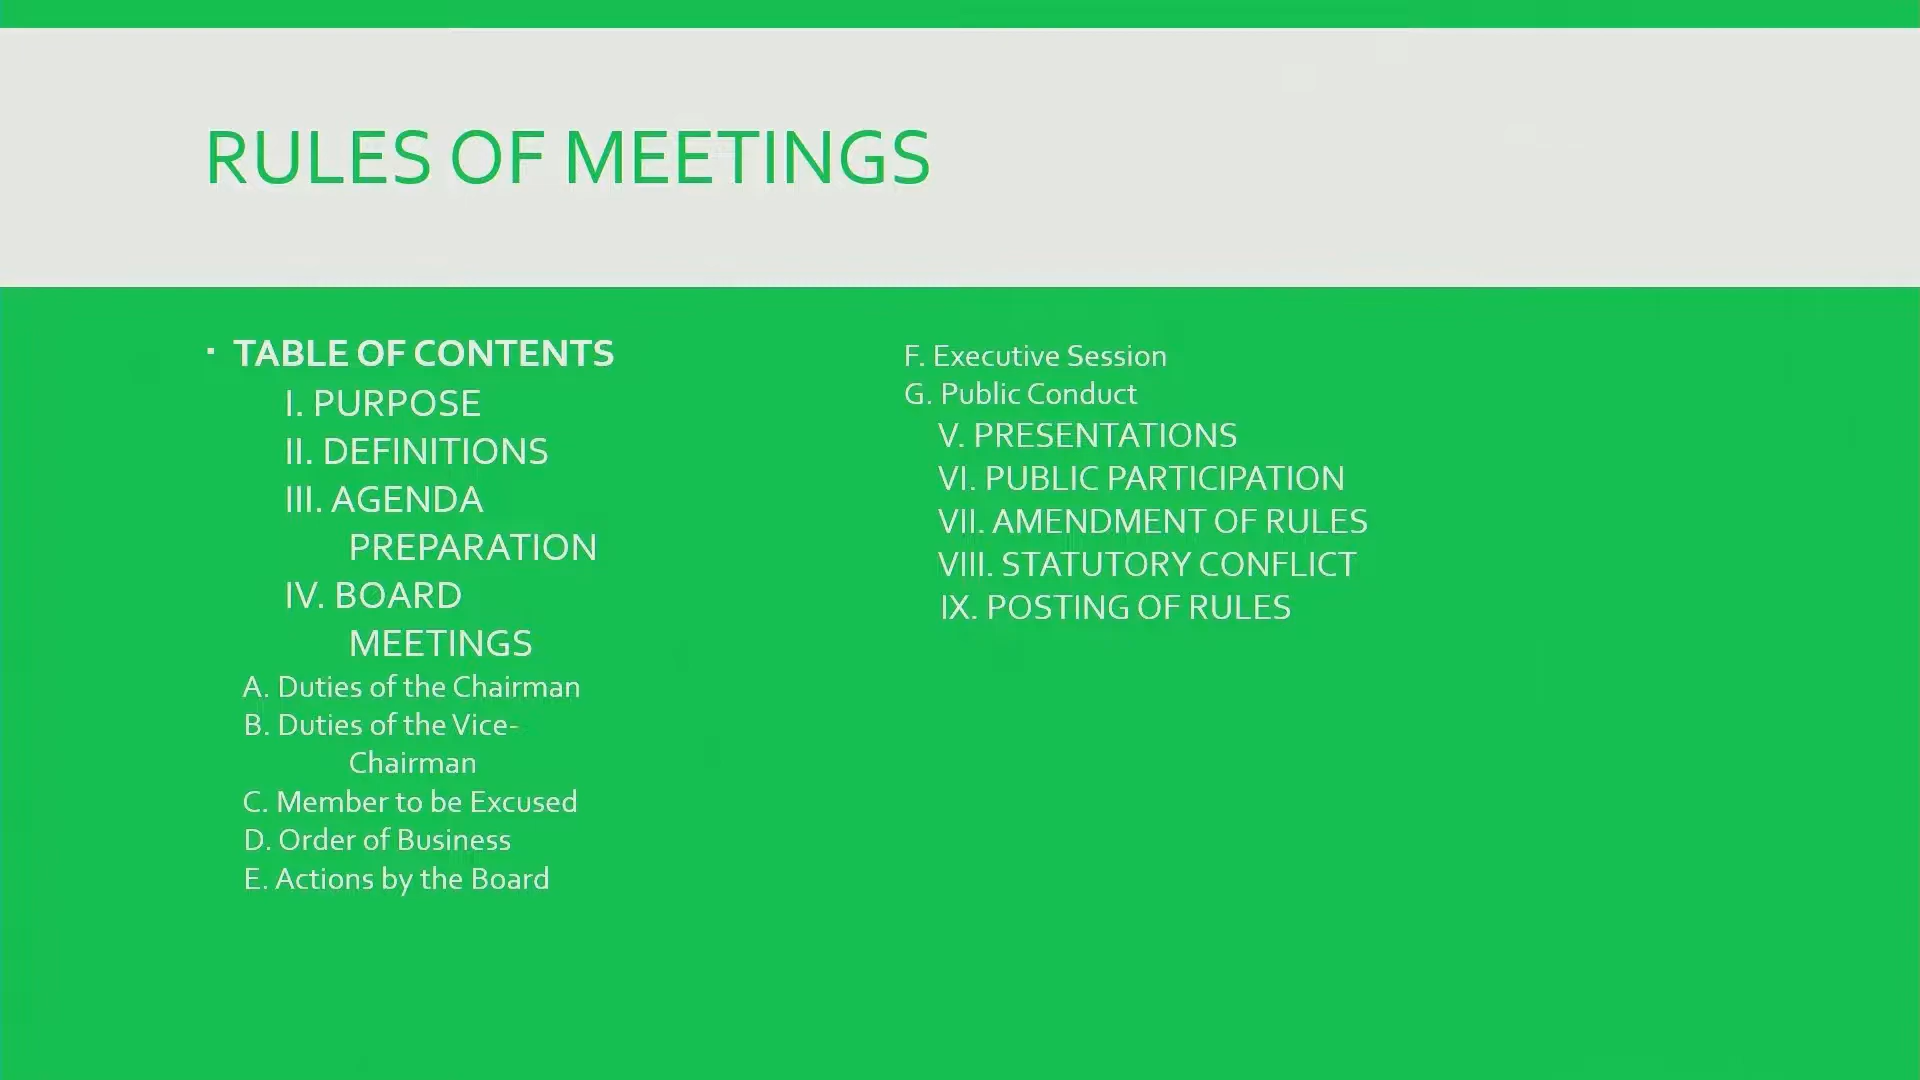 RULES OF MEETINGS
▪ TABLE OF CONTENTS
I. PURPOSE
II. DEFINITIONS
III. AGENDA
PREPARATION
IV. BOARD
MEETINGS
A. Duties of the Chairman
B. Duties of the Vice-
Chairman
C. Member to be Excused
D. Order of Business
E. Actions by the Board
F. Executive Session
G. Public Conduct
V. PRESENTATIONS
VI. PUBLIC PARTICIPATION
VII. AMENDMENT OF RULES
VIII. STATUTORY CONFLICT
IX. POSTING OF RULES